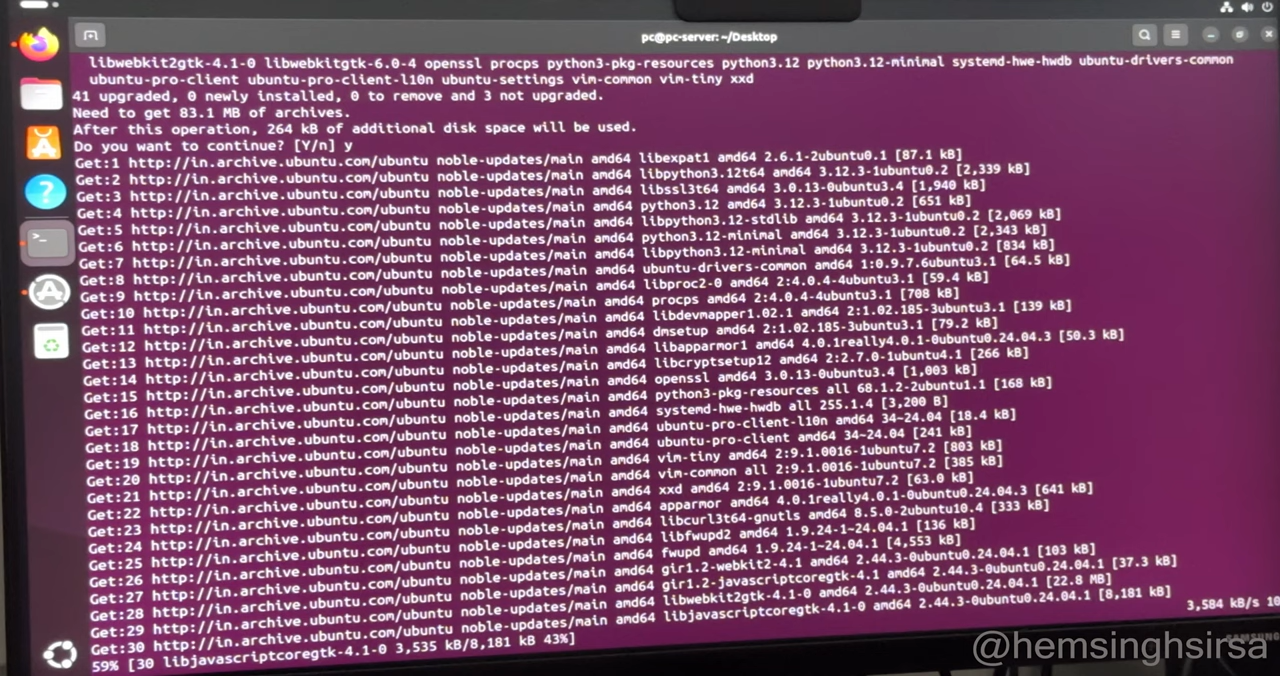 pc@pc-server: ~/Desktop
libwebkit2gtk-4.1-0 libwebkitgtk-6.0-4 openssl procps python3-pkg-resources python3.12 python3.12-minimal systemd-hwe-hwdb ubuntu-drivers-common
ubuntu-pro-client ubuntu-pro-client-l10n ubuntu-settings vim-common vim-tiny xxd
41 upgraded, 0 newly installed, 0 to remove and 3 not upgraded.
Need to get 83.1 MB of archives.
After this operation, 264 kB of additional disk space will be used.
Do you want to continue? [Y/n] y
Get:1 http://in.archive.ubuntu.com/ubuntu noble-updates/main amd64 libexpat1 amd64 2.6.1-2ubuntu0.1 [87.1 kB]
Get:2 http://in.archive.ubuntu.com/ubuntu noble-updates/main amd64 libpython3.12t64 amd64 3.12.3-1ubuntu0.2 [2,339 kB]
Get:3 http://in.archive.ubuntu.com/ubuntu noble-updates/main amd64 libssl3t64 amd64 3.0.13-0ubuntu3.4 [1,940 kB]
Get:4 http://in.archive.ubuntu.com/ubuntu noble-updates/main amd64 python3.12 amd64 3.12.3-1ubuntu0.2 [651 kB]
Get:5 http://in.archive.ubuntu.com/ubuntu noble-updates/main amd64 libpython3.12-stdlib amd64 3.12.3-1ubuntu0.2 [2,069 kB]
Get:6 http://in.archive.ubuntu.com/ubuntu noble-updates/main amd64 python3.12-minimal amd64 3.12.3-1ubuntu0.2 [2,343 kB]
Get:7 http://in.archive.ubuntu.com/ubuntu noble-updates/main amd64 libpython3.12-minimal amd64 3.12.3-1ubuntu0.2 [834 kB]
Get:8 http://in.archive.ubuntu.com/ubuntu noble-updates/main amd64 ubuntu-drivers-common amd64 1:0.9.7.6ubuntu3.1 [64.5 kB]
Get:9 http://in.archive.ubuntu.com/ubuntu noble-updates/main amd64 libproc2-0 amd64 2:4.0.4-4ubuntu3.1 [59.4 kB]
Get:10 http://in.archive.ubuntu.com/ubuntu noble-updates/main amd64 procps amd64 2:4.0.4-4ubuntu3.1 [708 kB]
Get:11 http://in.archive.ubuntu.com/ubuntu noble-updates/main amd64 libdevmapper1.02.1 amd64 2:1.02.185-3ubuntu3.1 [139 kB]
Get:12 http://in.archive.ubuntu.com/ubuntu noble-updates/main amd64 dmsetup amd64 2:1.02.185-3ubuntu3.1 [79.2 kB]
Get:13 http://in.archive.ubuntu.com/ubuntu noble-updates/main amd64 libapparmor1 amd64 4.0.1really4.0.1-0ubuntu0.24.04.3 [50.3 kB]
Get:14 http://in.archive.ubuntu.com/ubuntu noble-updates/main amd64 libcryptsetup12 amd64 2:2.7.0-1ubuntu4.1 [266 kB]
Get:15 http://in.archive.ubuntu.com/ubuntu noble-updates/main amd64 openssl amd64 3.0.13-0ubuntu3.4 [1,003 kB]
Get:16 http://in.archive.ubuntu.com/ubuntu noble-updates/main amd64 python3-pkg-resources all 68.1.2-2ubuntu1.1 [168 kB]
Get:17 http://in.archive.ubuntu.com/ubuntu noble-updates/main amd64 systemd-hwe-hwdb all 255.1.4 [3,200 B]
Get:18 http://in.archive.ubuntu.com/ubuntu noble-updates/main amd64 ubuntu-pro-client-l10n amd64 34~24.04 [18.4 kB]
Get:19 http://in.archive.ubuntu.com/ubuntu noble-updates/main amd64 ubuntu-pro-client amd64 34~24.04 [241 kB]
Get:20 http://in.archive.ubuntu.com/ubuntu noble-updates/main amd64 vim-tiny amd64 2:9.1.0016-1ubuntu7.2 [803 kB]
Get:21 http://in.archive.ubuntu.com/ubuntu noble-updates/main amd64 vim-common all 2:9.1.0016-1ubuntu7.2 [385 kB]
Get:22 http://in.archive.ubuntu.com/ubuntu noble-updates/main amd64 xxd amd64 2:9.1.0016-1ubuntu7.2 [63.0 kB]
Get:23 http://in.archive.ubuntu.com/ubuntu noble-updates/main amd64 apparmor amd64 4.0.1really4.0.1-0ubuntu0.24.04.3 [641 kB]
Get:24 http://in.archive.ubuntu.com/ubuntu noble-updates/main amd64 libcurl3t64-gnutls amd64 8.5.0-2ubuntu10.4 [333 kB]
Get:25 http://in.archive.ubuntu.com/ubuntu noble-updates/main amd64 libfwupd2 amd64 1.9.24-1~24.04.1 [136 kB]
Get:26 http://in.archive.ubuntu.com/ubuntu noble-updates/main amd64 fwupd amd64 1.9.24-1~24.04.1 [4,553 kB]
Get:27 http://in.archive.ubuntu.com/ubuntu noble-updates/main amd64 gir1.2-webkit2-4.1 amd64 2.44.3-0ubuntu0.24.04.1 [103 kB]
Get:28 http://in.archive.ubuntu.com/ubuntu noble-updates/main amd64 gir1.2-javascriptcoregtk-4.1 amd64 2.44.3-0ubuntu0.24.04.1 [37.3 kB]
Get:29 http://in.archive.ubuntu.com/ubuntu noble-updates/main amd64 libwebkit2gtk-4.1-0 amd64 2.44.3-0ubuntu0.24.04.1 [22.8 MB]
Get:30 http://in.archive.ubuntu.com/ubuntu noble-updates/main amd64 libjavascriptcoregtk-4.1-0 amd64 2.44.3-0ubuntu0.24.04.1 [8,181 kB]
59% [30 libjavascriptcoregtk-4.1-0 3,535 kB/8,181 kB 43%] 3,584 kB/s 10
SAMSUNG
@hemsinghsirsa